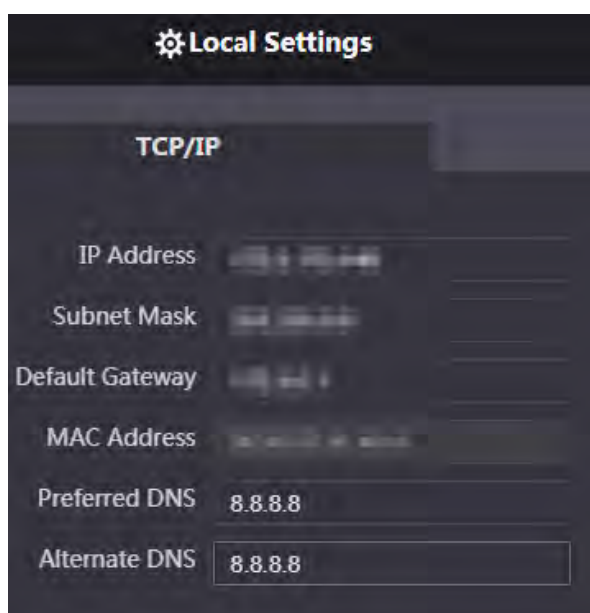 Local Settings
TCP/IP
IP Address
Subnet Mask
Default Gateway
MAC Address
Preferred DNS 8.8.8.8
Alternate DNS 8.8.8.8